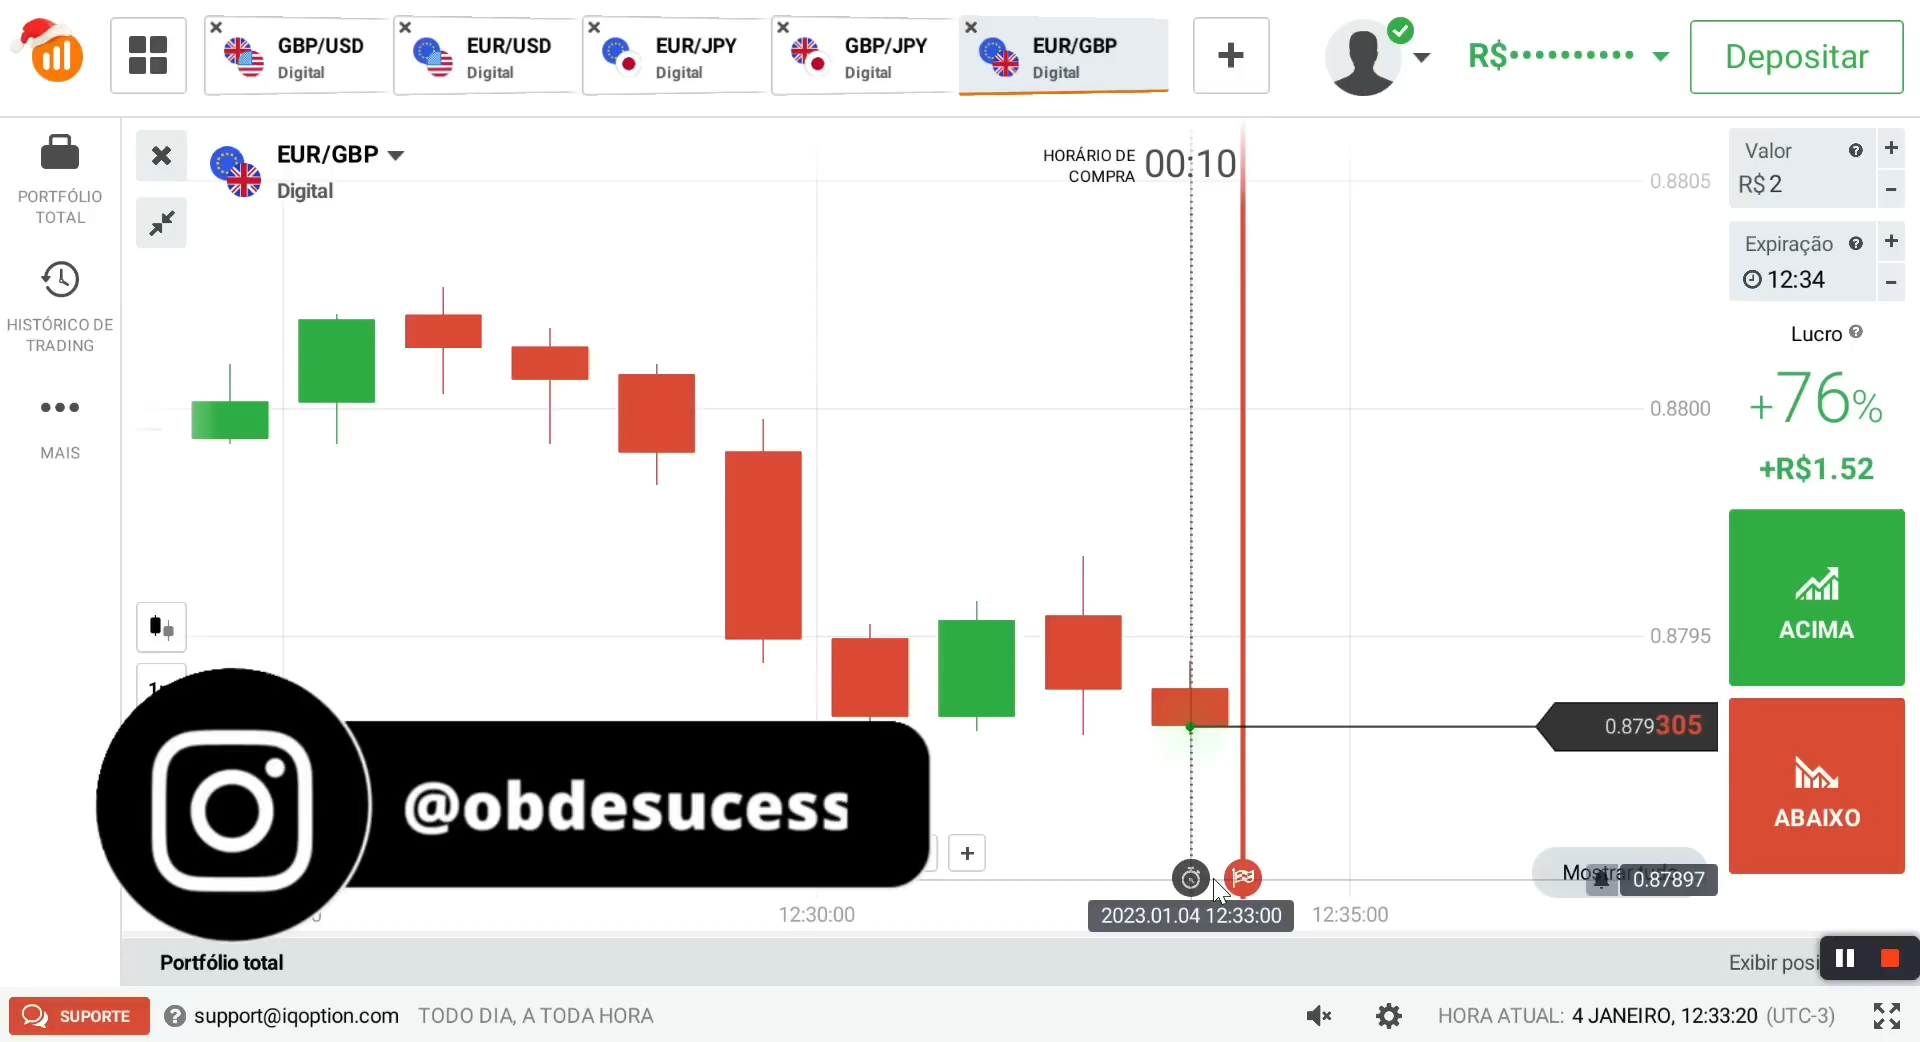 GBP/USD
Digital
EUR/USD
Digital
EUR/JPY
Digital
GBP/JPY
Digital
EUR/GBP
Digital
R$••••••••••
Depositar
PORTFÓLIO
TOTAL
HISTÓRICO DE
TRADING
MAIS
EUR/GBP
Digital
HORÁRIO DE
COMPRA
00:10
0.8805
0.8800
0.8795
0.879305
0.87897
Valor
R$ 2
Expiração
12:34
Lucro
+76%
+R$1.52
ACIMA
ABAIXO
@obdesucess
12:30:00
2023.01.04 12:33:00
12:35:00
Portfólio total
Exibir posi
SUPORTE
support@iqoption.com
TODO DIA, A TODA HORA
HORA ATUAL: 4 JANEIRO, 12:33:20 (UTC-3)